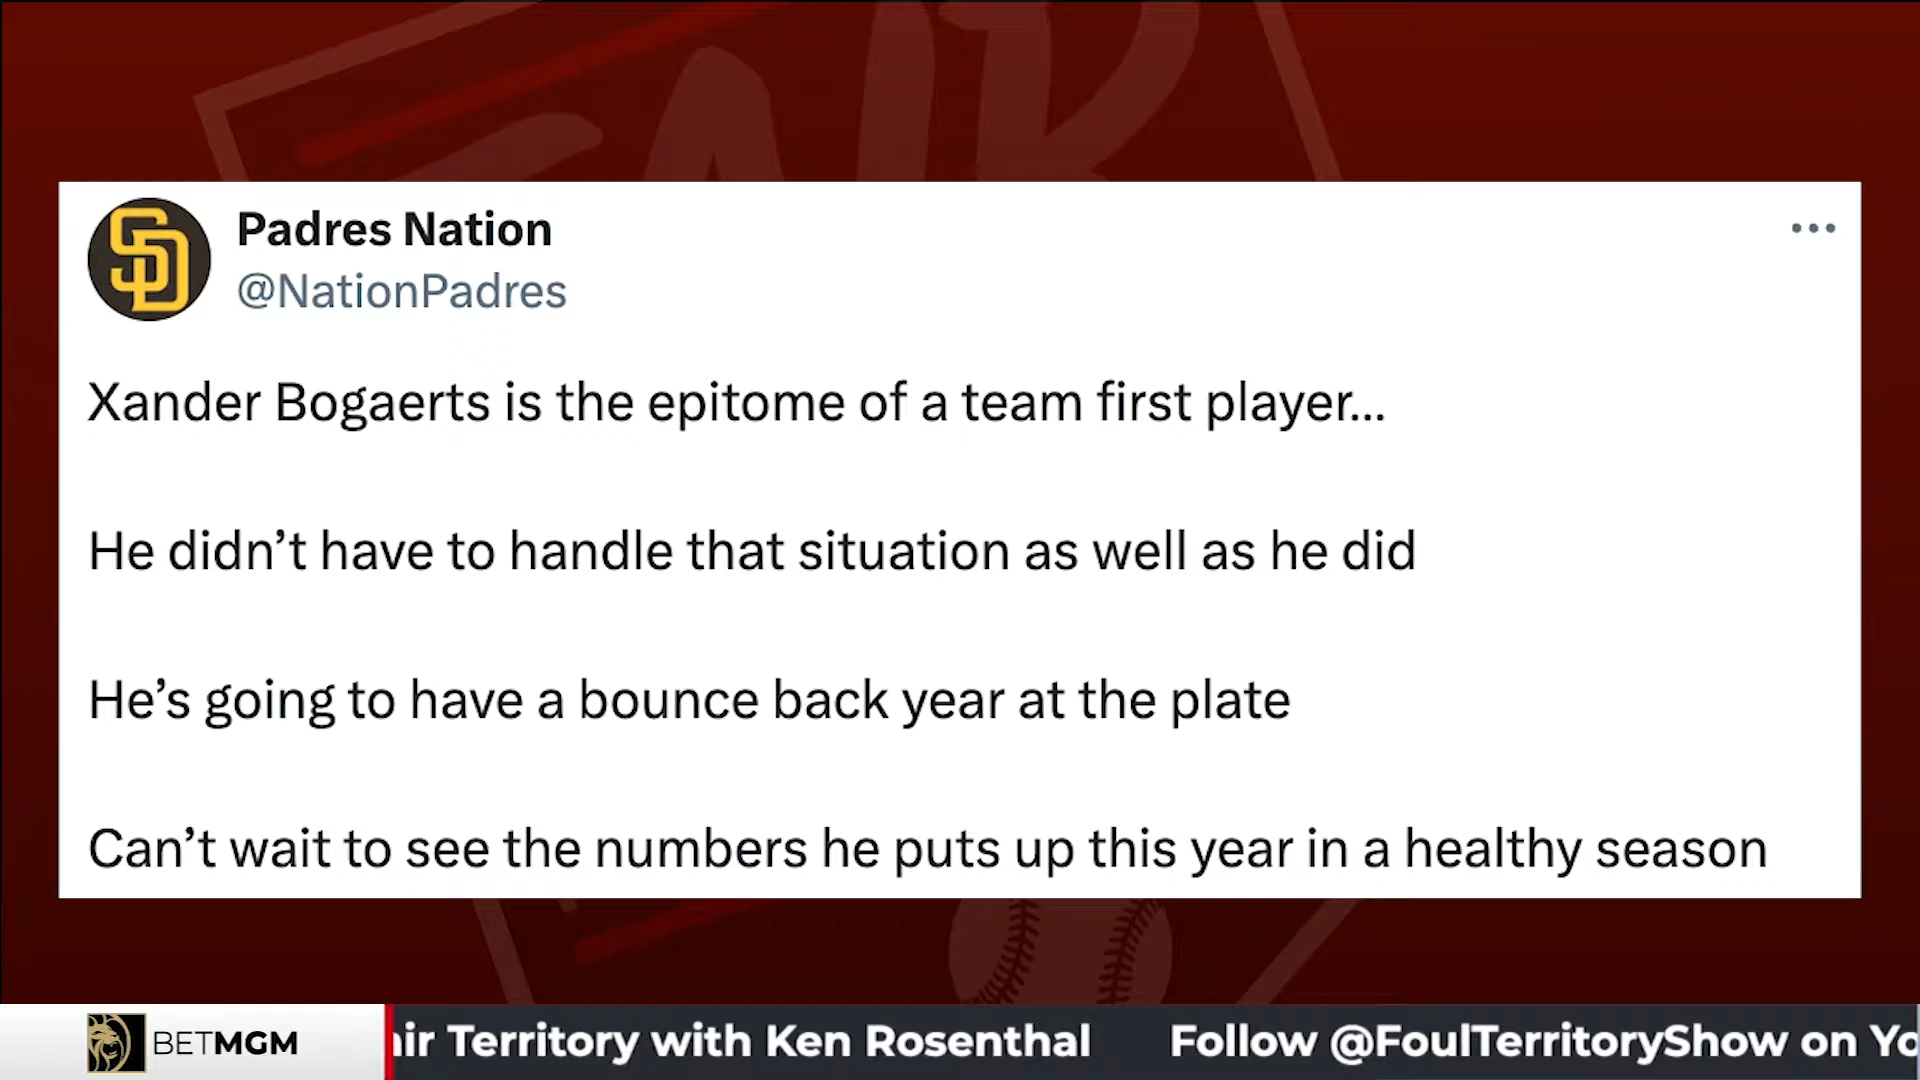 Padres Nation
@NationPadres
Xander Bogaerts is the epitome of a team first player...
He didn’t have to handle that situation as well as he did
He’s going to have a bounce back year at the plate
Can’t wait to see the numbers he puts up this year in a healthy season
BETMGM
air Territory with Ken Rosenthal Follow @FoulTerritoryShow on Yo